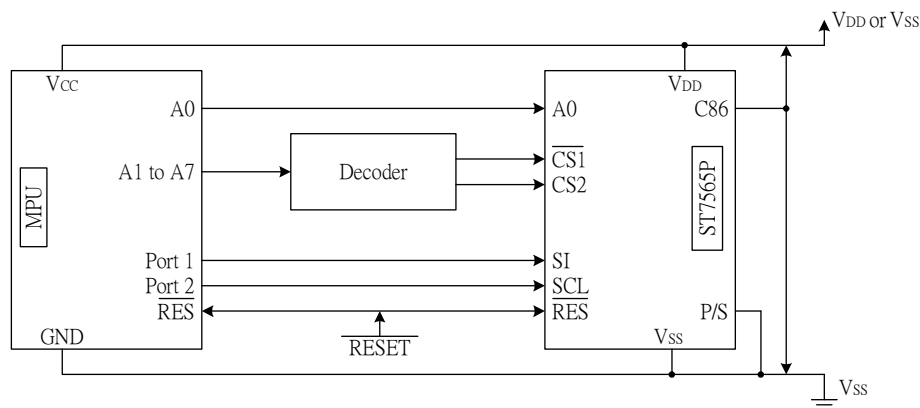 VDD or VSS
VCC
VDD
A0
A0
C86
A1 to A7
Decoder
CS1
CS2
MPU
ST7565P
Port 1
SI
Port 2
SCL
RES
RES
P/S
RESET
GND
VSS
VSS